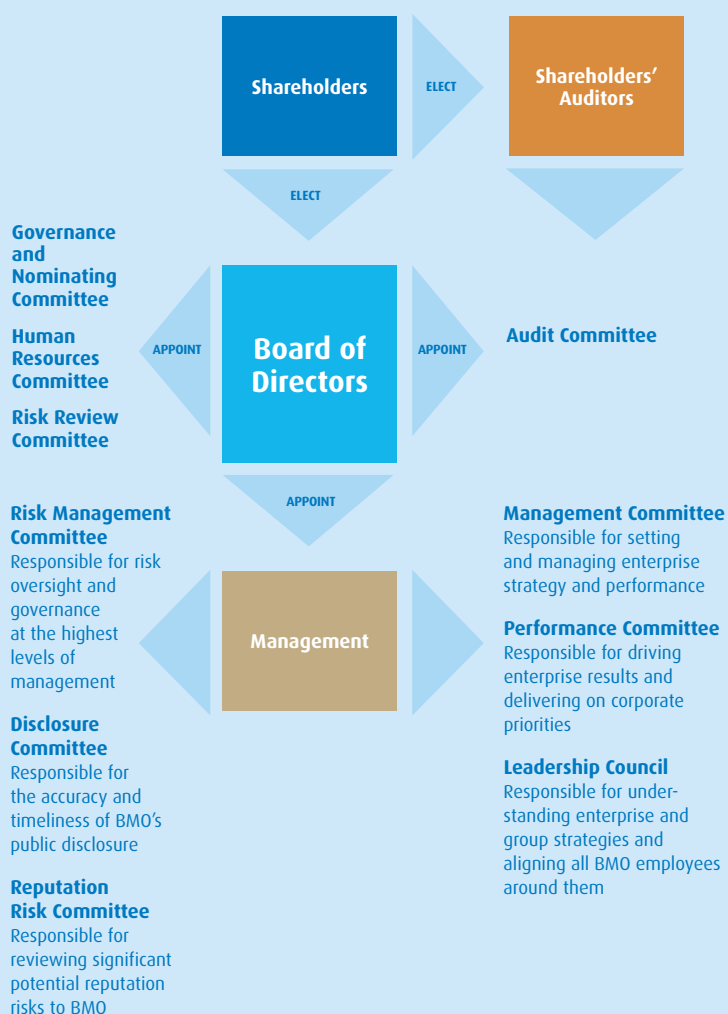 Shareholders
ELECT
Shareholders’
Auditors
ELECT
Governance
and
Nominating
Committee
Human
Resources
Committee
Risk Review
Committee
APPOINT
Board of
Directors
APPOINT
Audit Committee
APPOINT
Risk Management
Committee
Responsible for risk
oversight and
governance
at the highest
levels of
management
Disclosure
Committee
Responsible for
the accuracy and
timeliness of BMO’s
public disclosure
Reputation
Risk Committee
Responsible for
reviewing significant
potential reputation
risks to BMO
Management
Management Committee
Responsible for setting
and managing enterprise
strategy and performance
Performance Committee
Responsible for driving
enterprise results and
delivering on corporate
priorities
Leadership Council
Responsible for under-
standing enterprise and
group strategies and
aligning all BMO employees
around them